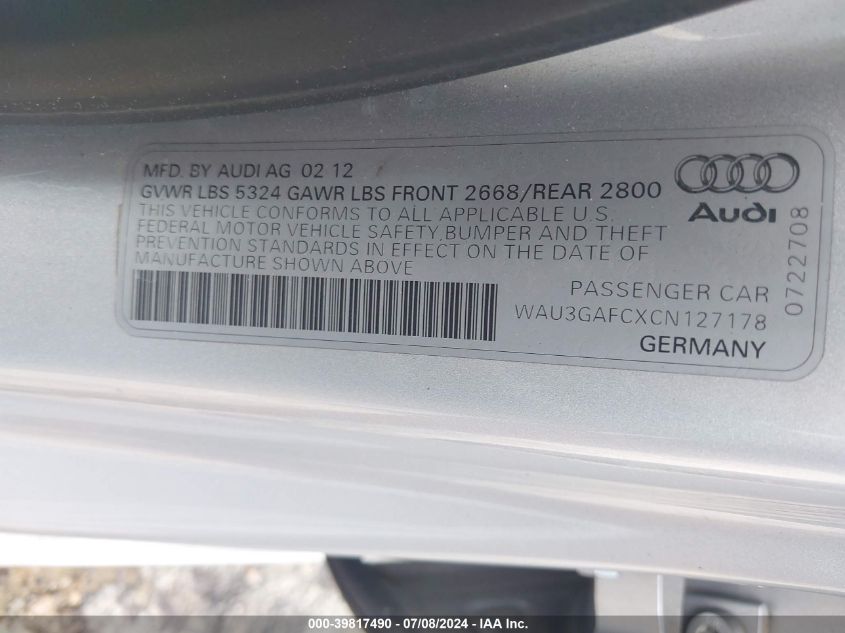 MFD. BY AUDI AG 02 12
GVWR LBS 5324 GAWR LBS FRONT 2668/REAR 2800
THIS VEHICLE CONFORMS TO ALL APPLICABLE U.S.
FEDERAL MOTOR VEHICLE SAFETY,BUMPER AND THEFT
PREVENTION STANDARDS IN EFFECT ON THE DATE OF
MANUFACTURE SHOWN ABOVE
Audi
0722708
PASSENGER CAR
WAU3GAFCXCN127178
GERMANY
000-39817490 - 07/08/2024 - IAA Inc.